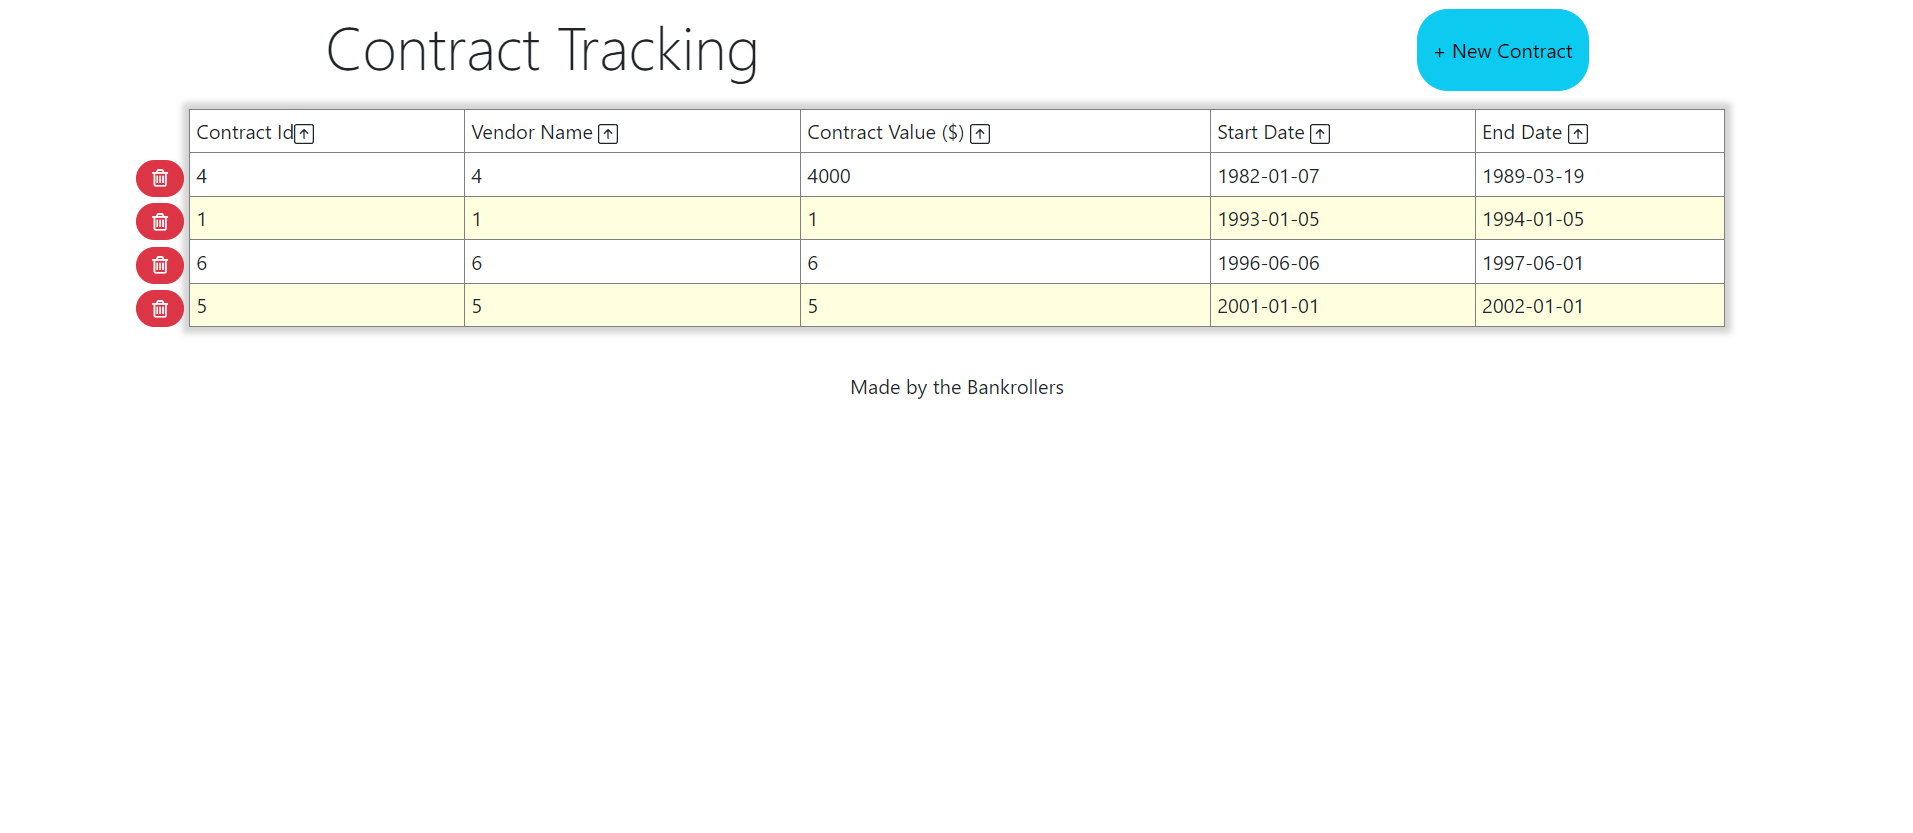 Contract Tracking
+ New Contract
Contract Id Vendor Name Contract Value ($) Start Date End Date
4 4 4000 1982-01-07 1989-03-19
1 1 1 1993-01-05 1994-01-05
6 6 6 1996-06-06 1997-06-01
5 5 5 2001-01-01 2002-01-01
Made by the Bankrollers